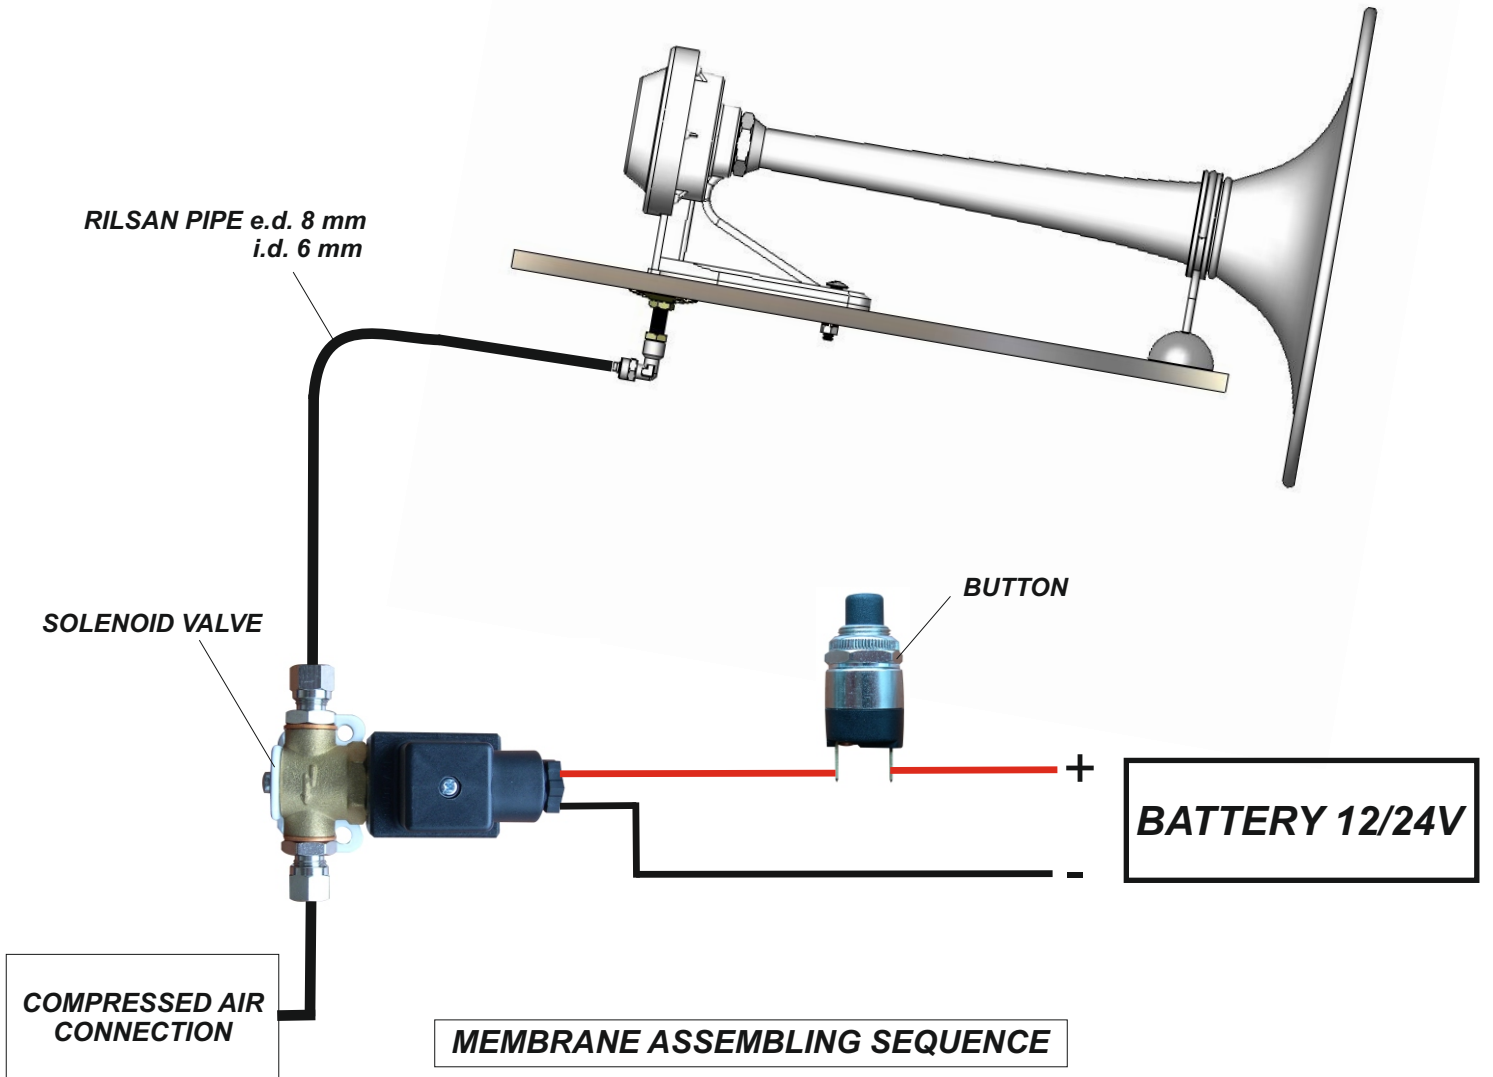 RILSAN PIPE e.d. 8 mm
i.d. 6 mm
BUTTON
SOLENOID VALVE
+
BATTERY 12/24V
-
COMPRESSED AIR
CONNECTION
MEMBRANE ASSEMBLING SEQUENCE